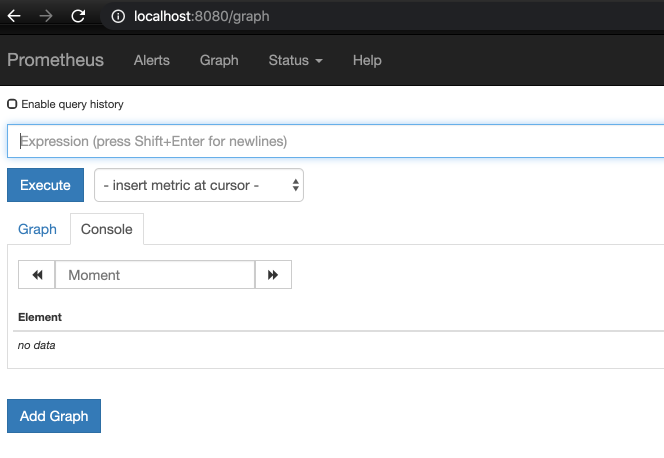 localhost:8080/graph
Prometheus Alerts Graph Status Help
Enable query history
Expression (press Shift+Enter for newlines)
Execute - insert metric at cursor -
Graph Console
Moment
Element
no data
Add Graph